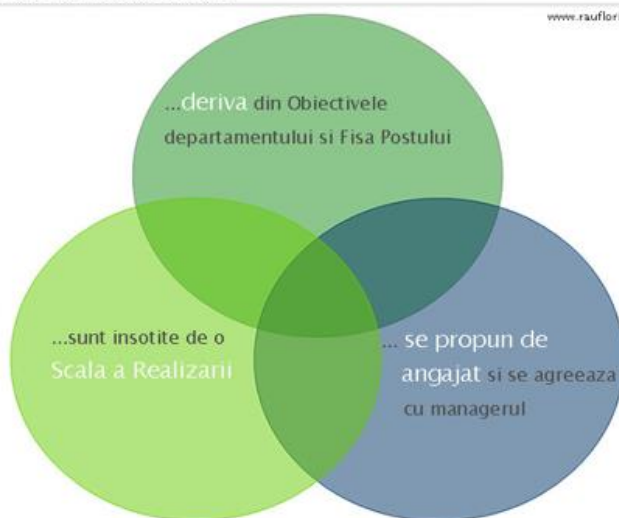 www.rauflori
...deriva din Obiectivele
departamentului si Fisa Postului
...sunt insotite de o
Scala a Realizarii
... se propun de
angajat si se agreeaza
cu managerul